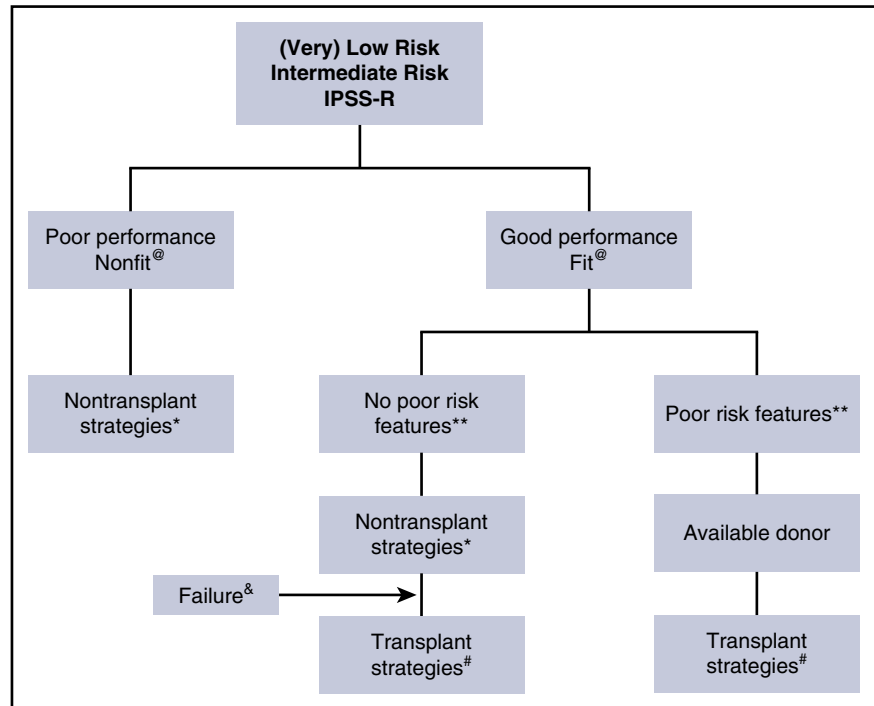 (Very) Low Risk
Intermediate Risk
IPSS-R
Poor performance
Nonfit@
Good performance
Fit@
Nontransplant
strategies*
No poor risk
features**
Poor risk features**
Nontransplant
strategies*
Available donor
Failure&
Transplant
strategies#
Transplant
strategies#